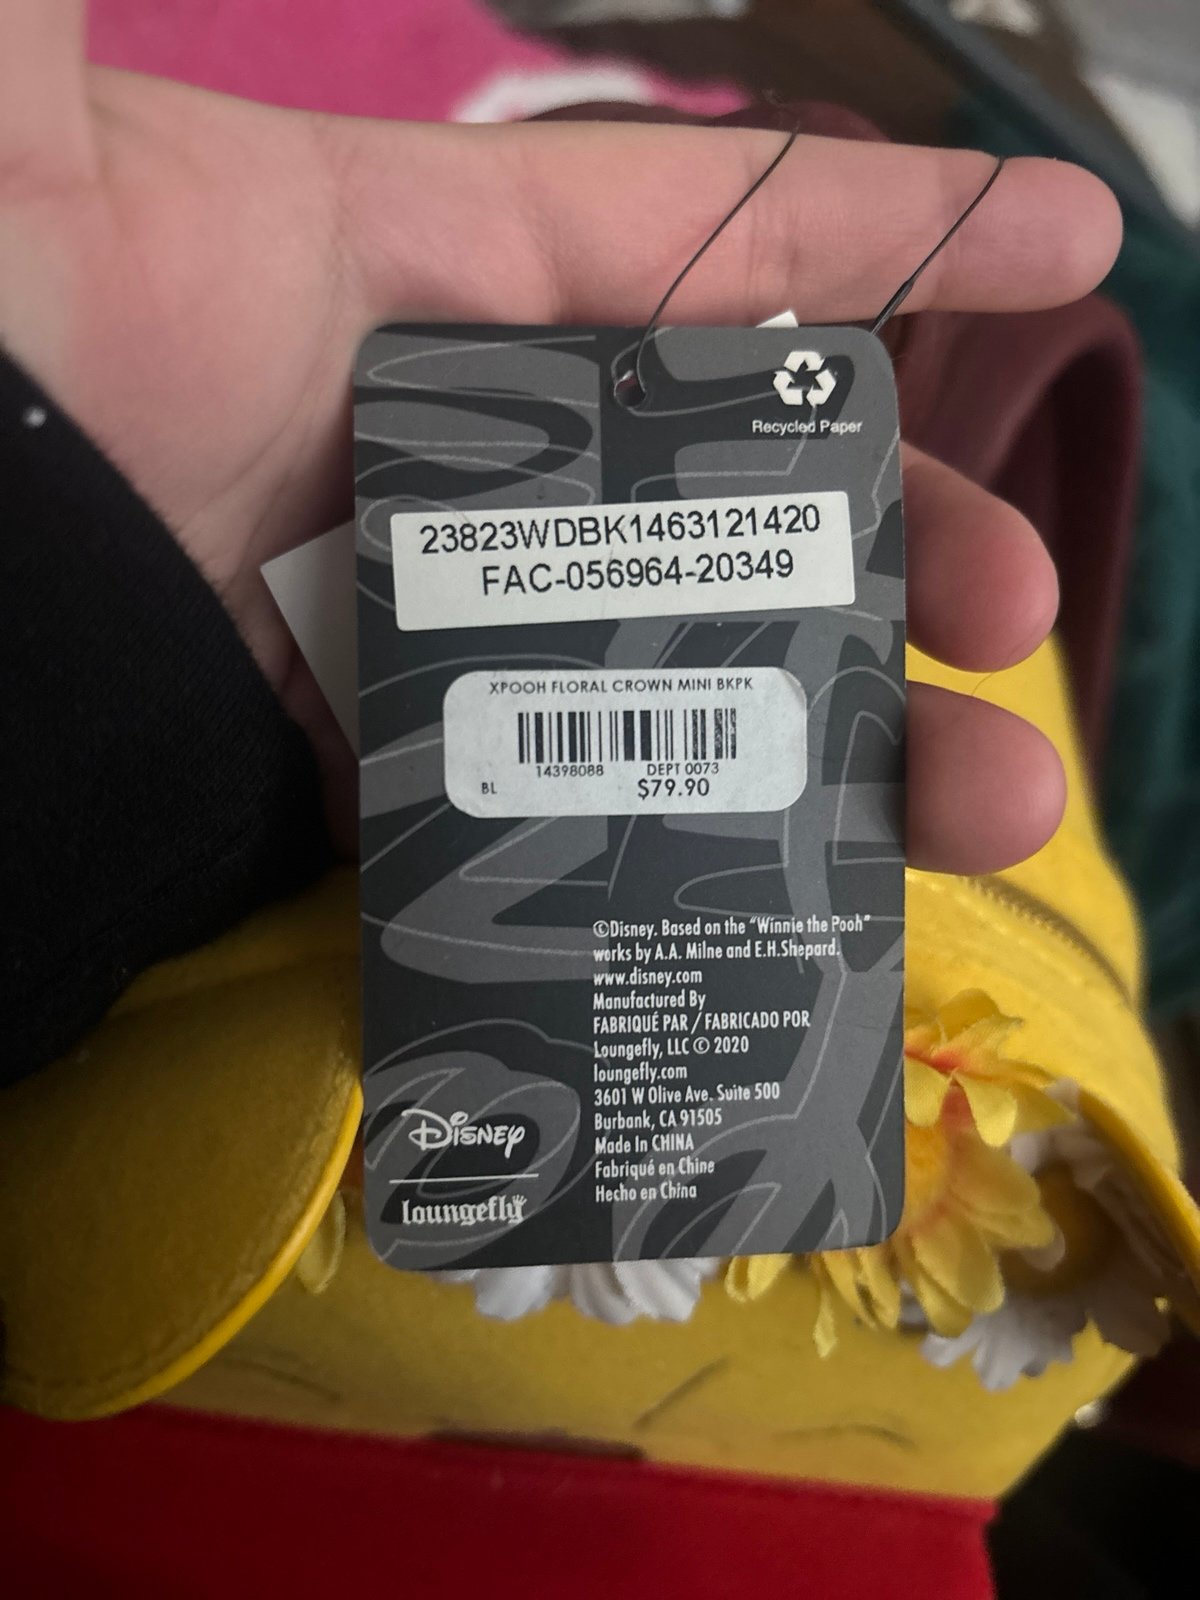 Recycled Paper
23823WDBK1463121420
FAC-056964-20349
XPOOH FLORAL CROWN MINI BKPK
14398088 DEPT 0073
BL $79.90
©Disney. Based on the “Winnie the Pooh”
works by A.A. Milne and E.H.Shepard.
www.disney.com
Manufactured By
FABRIQUÉ PAR / FABRICADO POR
Loungefly, LLC © 2020
loungefly.com
3601 W Olive Ave. Suite 500
Burbank, CA 91505
Made In CHINA
Fabriqué en Chine
Hecho en China
Disney
loungefly